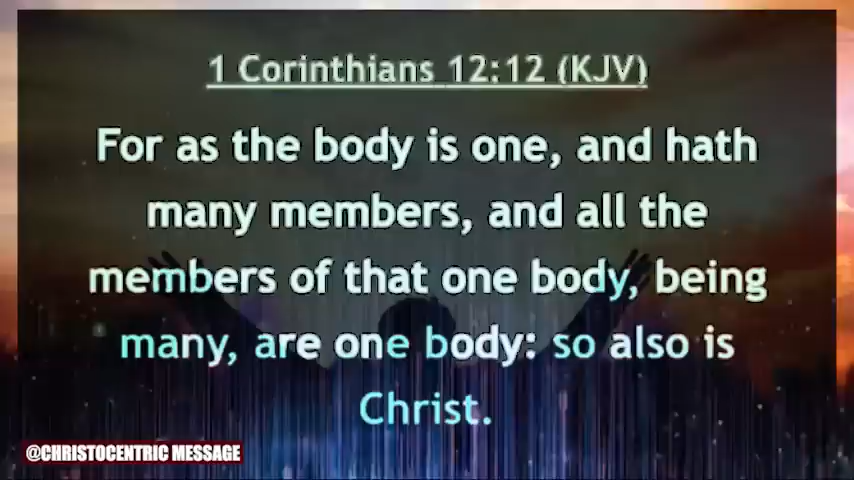 1 Corinthians 12:12 (KJV)
For as the body is one, and hath
many members, and all the
members of that one body, being
many, are one body: so also is
Christ.
@CHRISTOCENTRIC MESSAGE